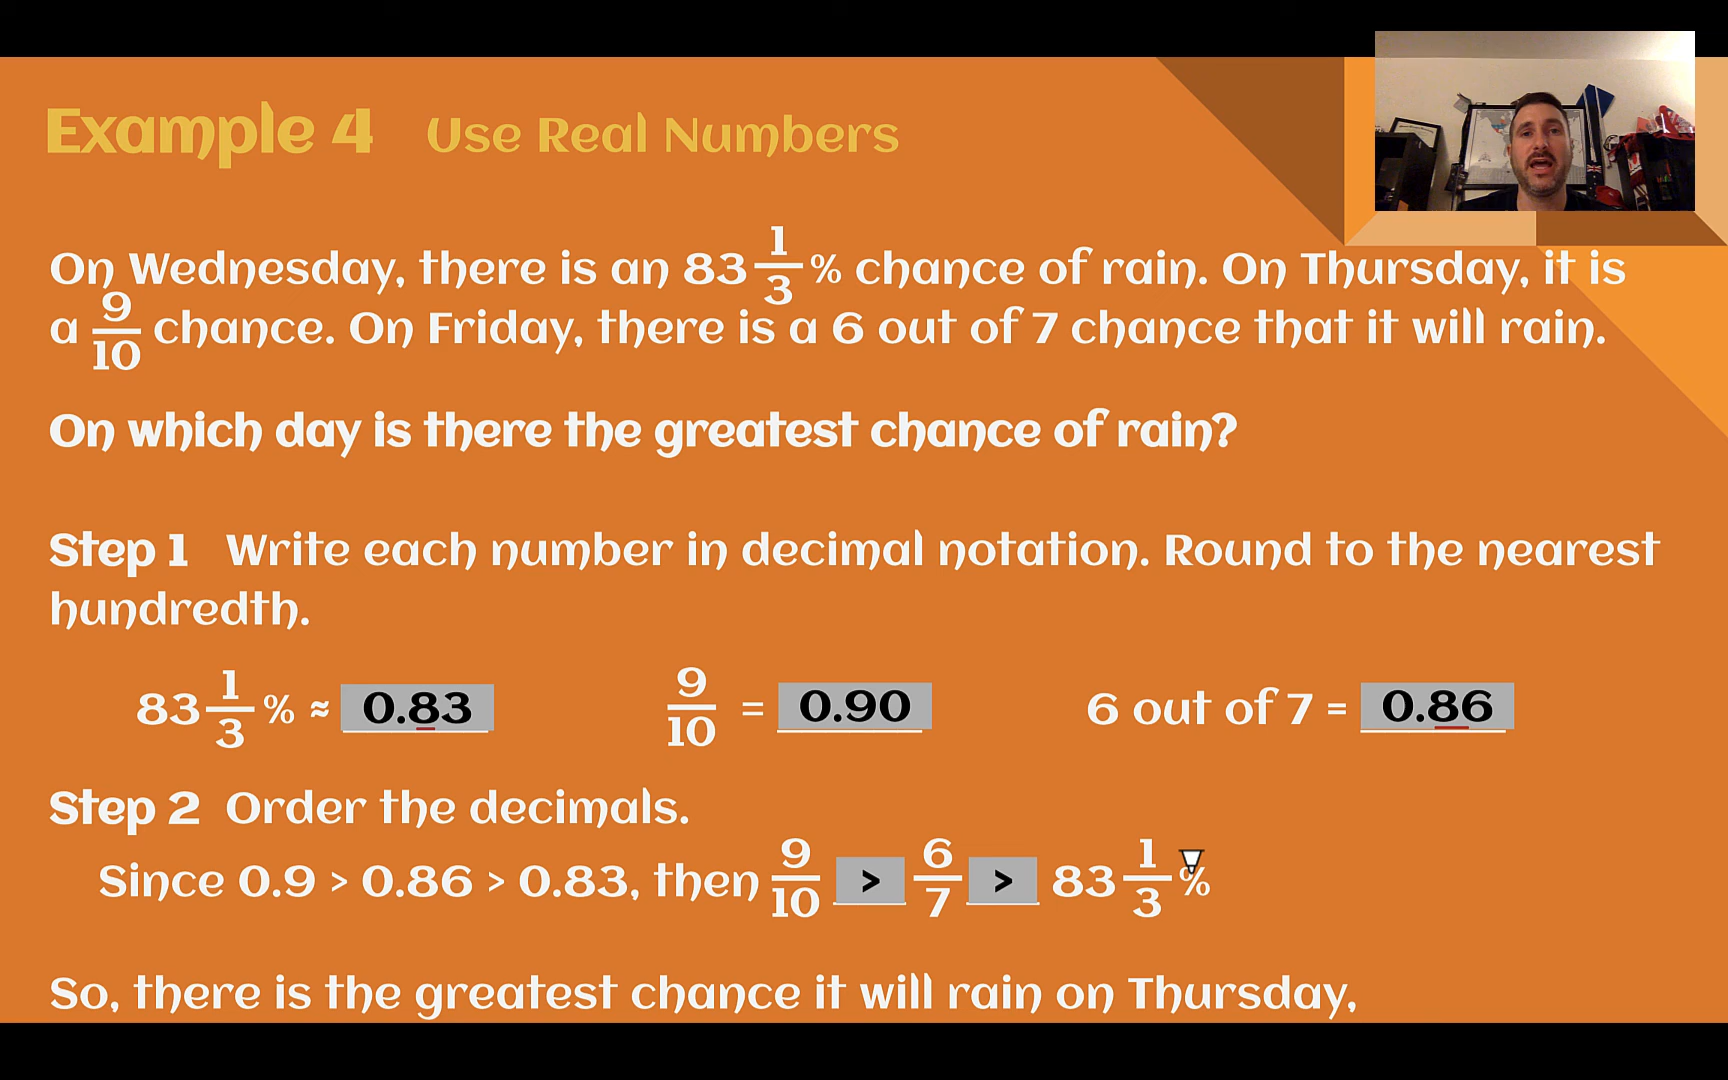 Example 4 Use Real Numbers
On Wednesday, there is an 83 1/3 % chance of rain. On Thursday, it is
a 9/10 chance. On Friday, there is a 6 out of 7 chance that it will rain.
On which day is there the greatest chance of rain?
Step 1 Write each number in decimal notation. Round to the nearest
hundredth.
83 1/3 % ≈ 0.83 9/10 = 0.90 6 out of 7 = 0.86
Step 2 Order the decimals.
Since 0.9 > 0.86 > 0.83, then 9/10 > 6/7 > 83 1/3 %
So, there is the greatest chance it will rain on Thursday,